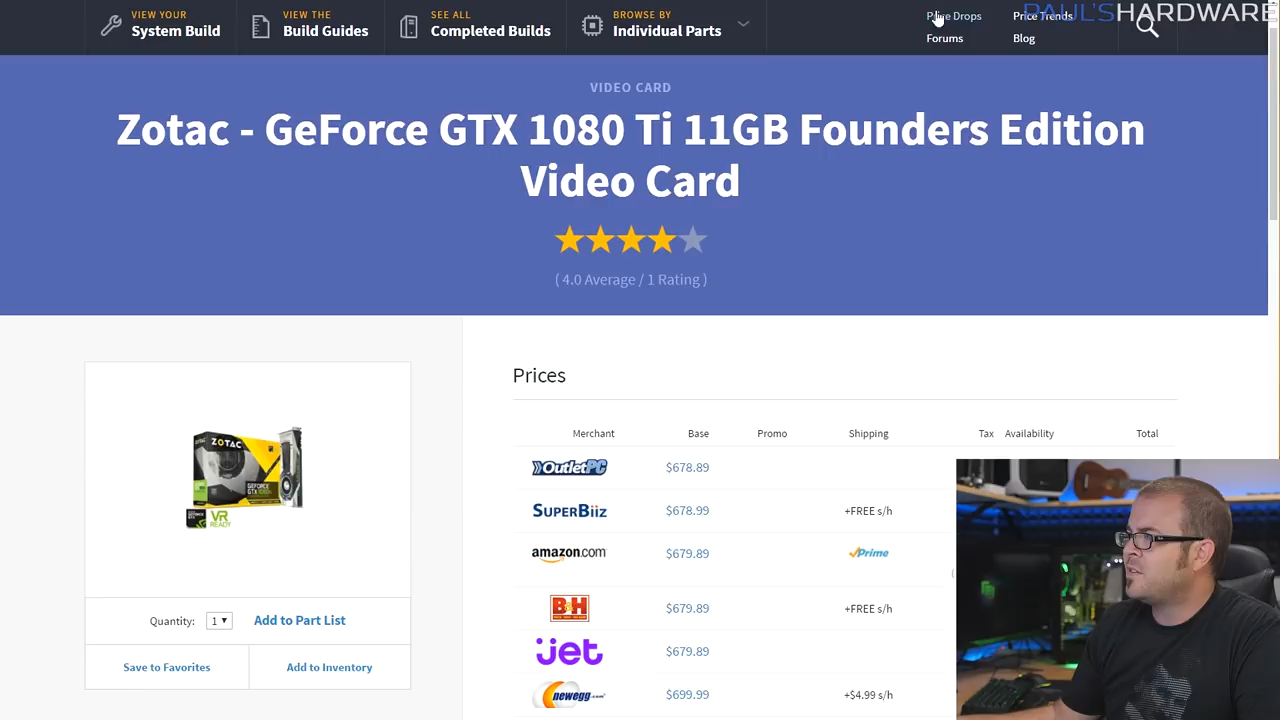 VIEW YOUR
System Build
VIEW THE
Build Guides
SEE ALL
Completed Builds
BROWSE BY
Individual Parts
Price Drops
Price Trends
Forums
Blog
PAUL'SHARDWARE
VIDEO CARD
Zotac - GeForce GTX 1080 Ti 11GB Founders Edition
Video Card
( 4.0 Average / 1 Rating )
ZOTAC
VR
READY
Quantity: 1 Add to Part List
Save to Favorites
Add to Inventory
Prices
Merchant Base Promo Shipping Tax Availability Total
OutletPC $678.89
SUPERBiiz $678.99 +FREE s/h
amazon.com $679.89 Prime
B&H $679.89 +FREE s/h
jet $679.89
newegg.com $699.99 +$4.99 s/h